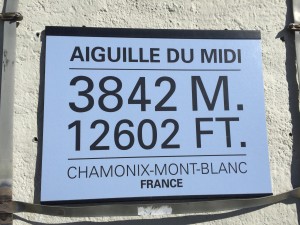 AIGUILLE DU MIDI
3842 M.
12602 FT.
CHAMONIX-MONT-BLANC
FRANCE